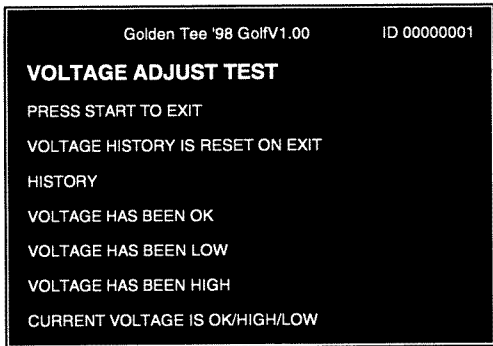 Golden Tee '98 GolfV1.00 ID 00000001
VOLTAGE ADJUST TEST
PRESS START TO EXIT
VOLTAGE HISTORY IS RESET ON EXIT
HISTORY
VOLTAGE HAS BEEN OK
VOLTAGE HAS BEEN LOW
VOLTAGE HAS BEEN HIGH
CURRENT VOLTAGE IS OK/HIGH/LOW